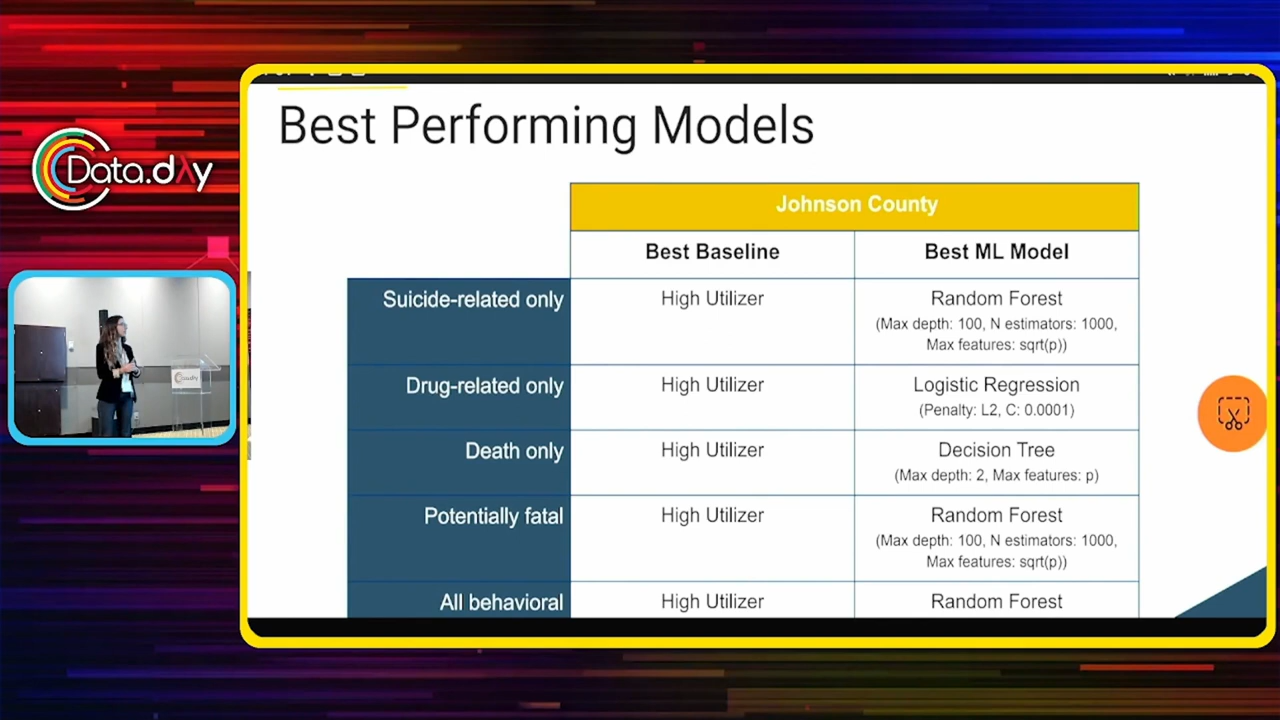 Best Performing Models
Data.dAy
Johnson County
Best Baseline
Best ML Model
Suicide-related only
High Utilizer
Random Forest
(Max depth: 100, N estimators: 1000,
Max features: sqrt(p))
Drug-related only
High Utilizer
Logistic Regression
(Penalty: L2, C: 0.0001)
Death only
High Utilizer
Decision Tree
(Max depth: 2, Max features: p)
Potentially fatal
High Utilizer
Random Forest
(Max depth: 100, N estimators: 1000,
Max features: sqrt(p))
All behavioral
High Utilizer
Random Forest